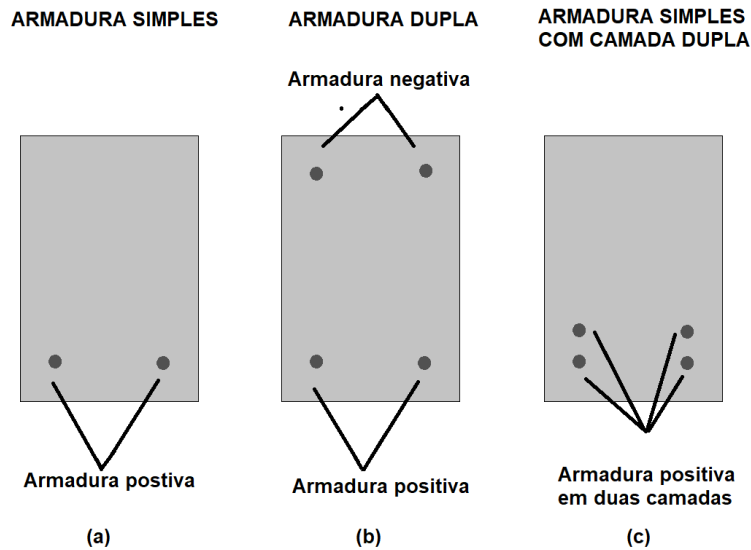 ARMADURA SIMPLES
ARMADURA DUPLA
ARMADURA SIMPLES
COM CAMADA DUPLA
Armadura negativa
Armadura postiva
Armadura positiva
Armadura positiva
em duas camadas
(a)
(b)
(c)